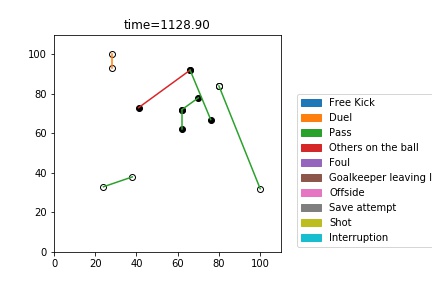 time=1128.90
100
80
60
40
20
0
0
20
40
60
80
100
Free Kick
Duel
Pass
Others on the ball
Foul
Goalkeeper leaving l
Offside
Save attempt
Shot
Interruption